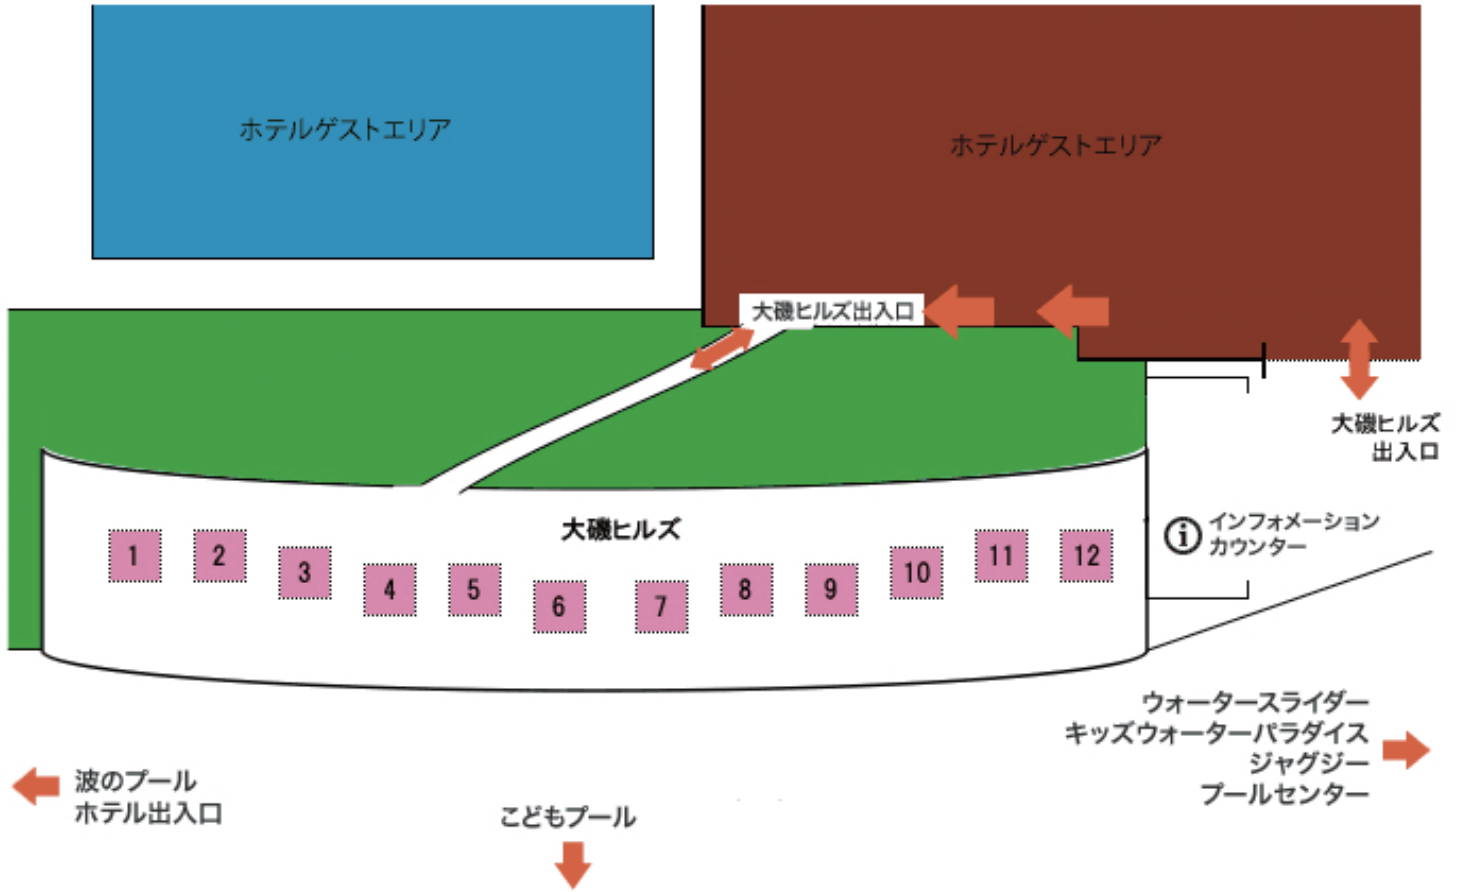 ホテルゲストエリア
ホテルゲストエリア
大磯ヒルズ出入口
大磯ヒルズ
出入口
大磯ヒルズ
インフォメーション
カウンター
1
2
3
4
5
6
7
8
9
10
11
12
ウォータースライダー
キッズウォーターパラダイス
ジャグジー
プールセンター
波のプール
ホテル出入口
こどもプール